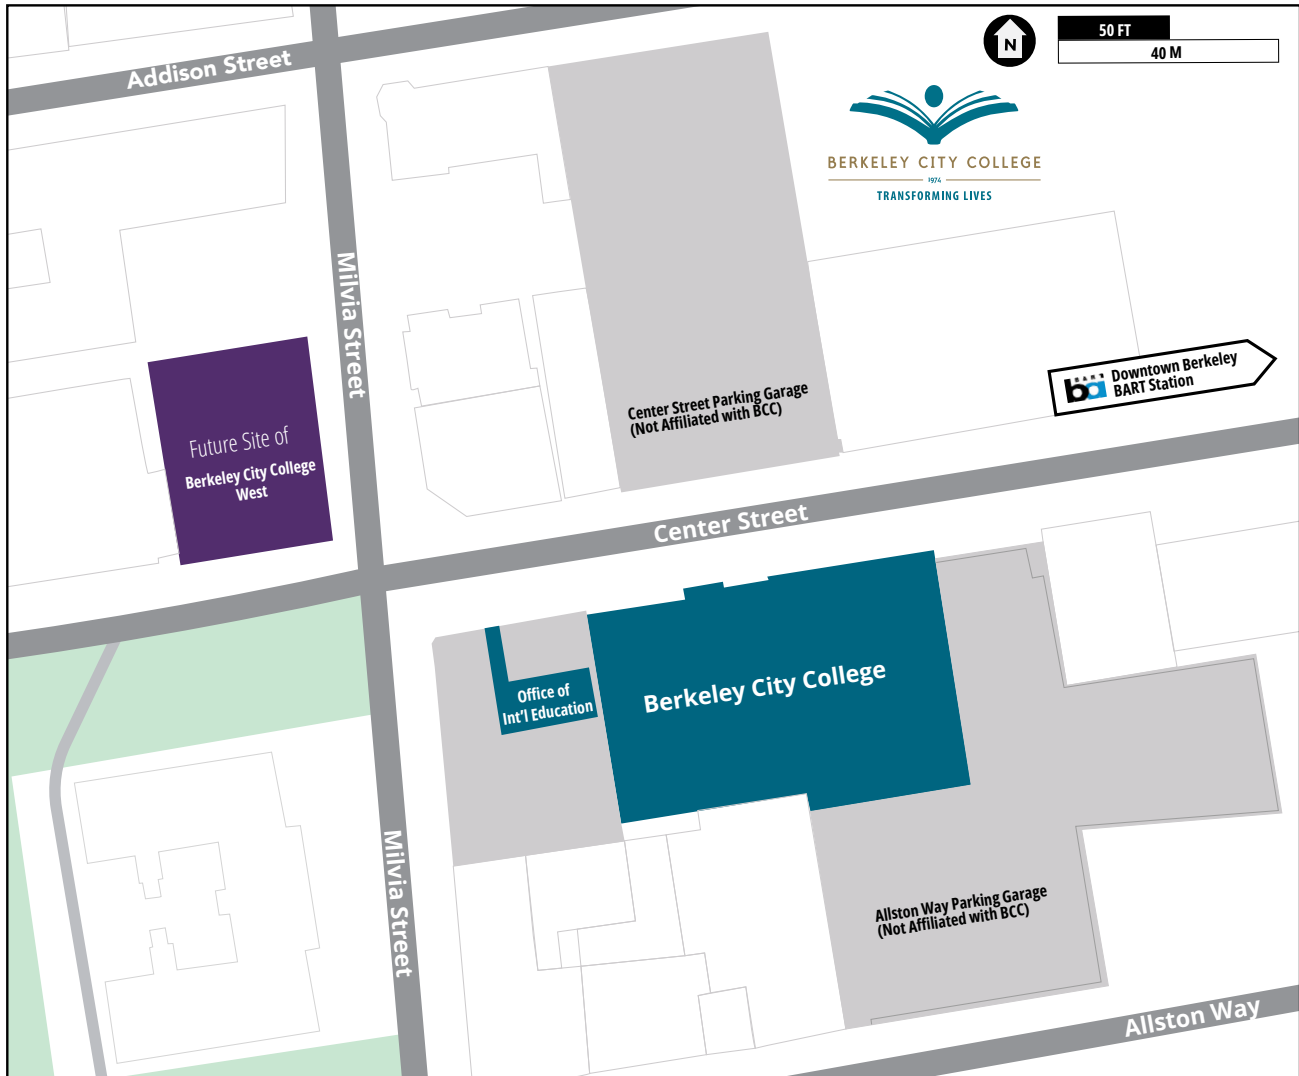 Addison Street
N
50 FT
40 M
BERKELEY CITY COLLEGE
1974
TRANSFORMING LIVES
Milvia Street
BART
ba
Downtown Berkeley
BART Station
Center Street Parking Garage
(Not Affiliated with BCC)
Future Site of
Berkeley City College
West
Center Street
Office of
Int'l Education
Berkeley City College
Milvia Street
Allston Way Parking Garage
(Not Affiliated with BCC)
Allston Way